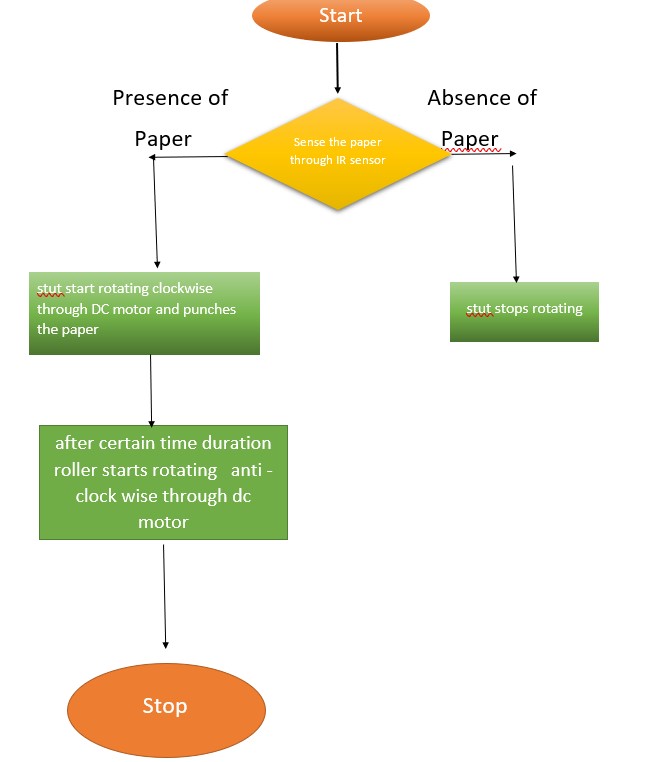 Start
Presence of
Paper
Absence of
Paper
Sense the paper
through IR sensor
stut start rotating clockwise
through DC motor and punches
the paper
stut stops rotating
after certain time duration
roller starts rotating   anti -
clock wise through dc
motor
Stop